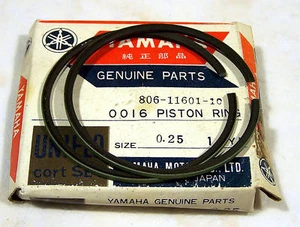 YAMAHA
純正部品
GENUINE PARTS
806-11601-10
0016 PISTON RING
SIZE 0.25
YAMAHA MOTOR CO., LTD.
JAPAN
YAMAHA GENUINE PARTS
YAMAHA